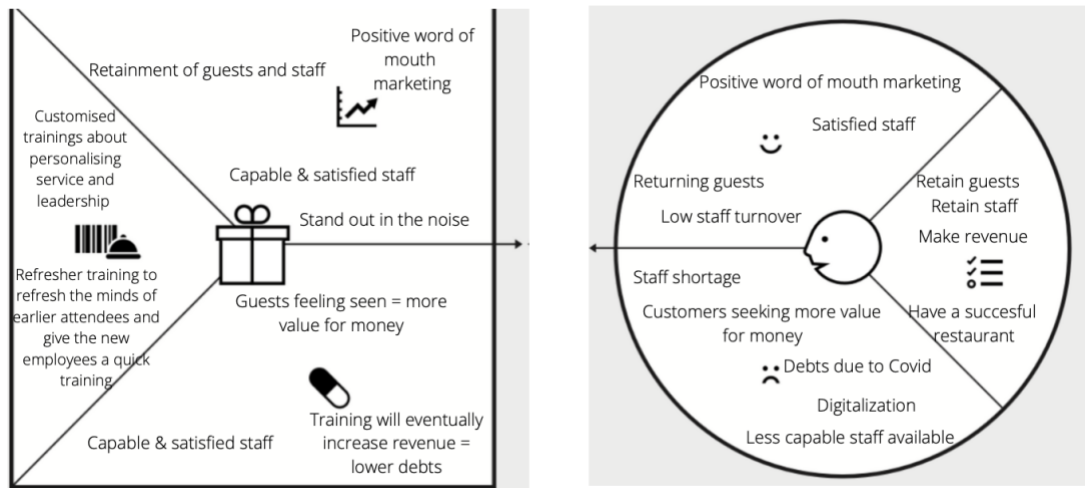 Positive word of
mouth
marketing
Retainment of guests and staff
Customised
trainings about
personalising
service and
leadership
Capable & satisfied staff
Stand out in the noise
Refresher training to
refresh the minds of
earlier attendees and
give the new
employees a quick
training
Guests feeling seen = more
value for money
Training will eventually
increase revenue =
lower debts
Capable & satisfied staff
Positive word of mouth marketing
Satisfied staff
Returning guests
Low staff turnover
Retain guests
Retain staff
Make revenue
Have a succesful
restaurant
Staff shortage
Customers seeking more value
for money
Debts due to Covid
Digitalization
Less capable staff available